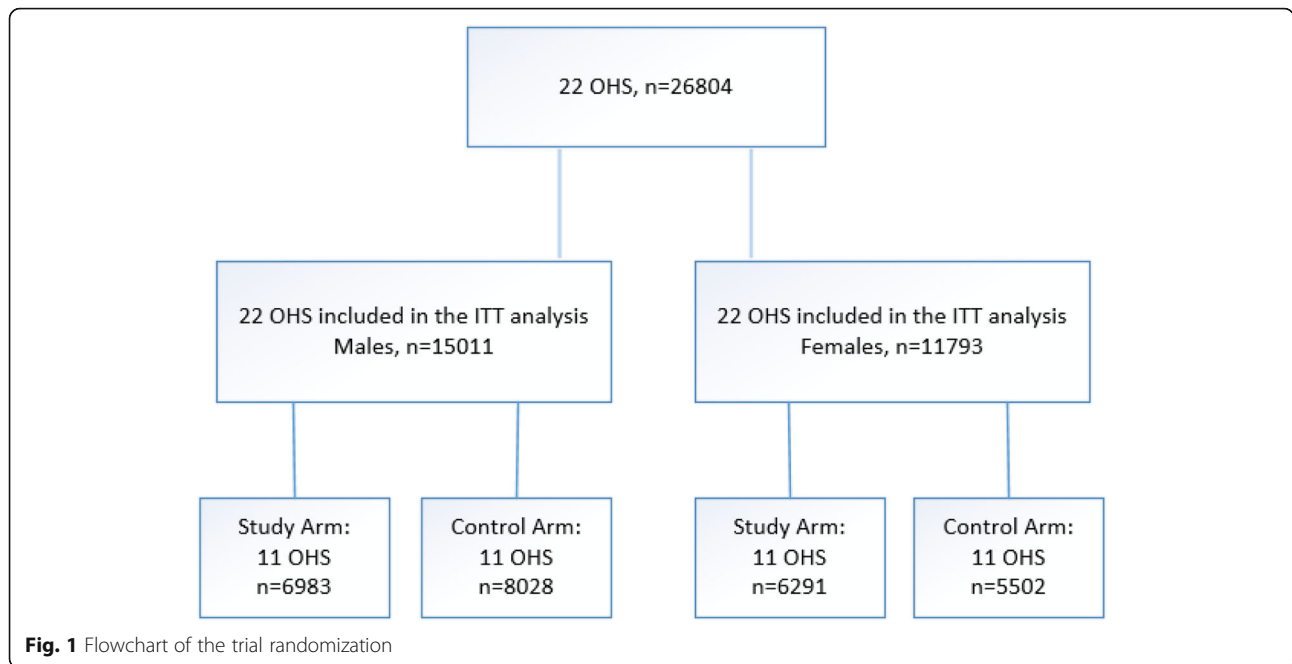 22 OHS, n=26804
22 OHS included in the ITT analysis
Males, n=15011
22 OHS included in the ITT analysis
Females, n=11793
Study Arm:
11 OHS
n=6983
Control Arm:
11 OHS
n=8028
Study Arm:
11 OHS
n=6291
Control Arm:
11 OHS
n=5502
Fig. 1 Flowchart of the trial randomization